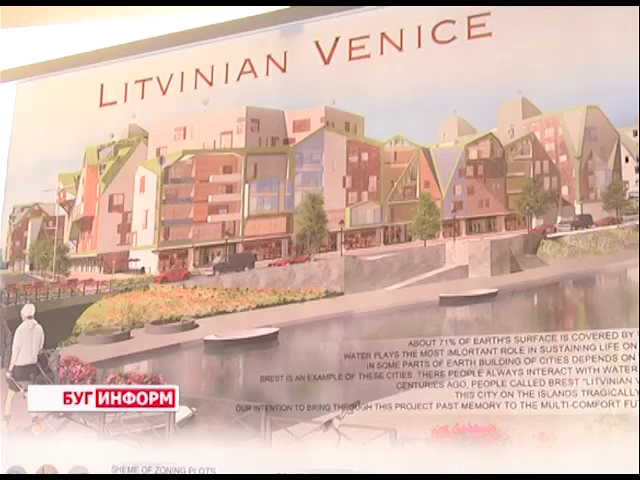 LITVINIAN VENICE
ABOUT 71% OF EARTH'S SURFACE IS COVERED BY
WATER PLAYS THE MOST IMLORTANT ROLE IN SUSTAINING LIFE ON
IN SOME PARTS OF EARTH BUILDING OF CITIES DEPENDS ON
BREST IS AN EXAMPLE OF THESE CITIES. THERE PEOPLE ALWAYS INTERACT WITH WATER
CENTURIES AGO, PEOPLE CALLED BREST "LITVINIAN
THIS CITY ON THE ISLANDS TRAGICALLY
OUR INTENTION TO BRING THROUGH THIS PROJECT PAST MEMORY TO THE MULTI-COMFORT FU
БУГ ИНФОРМ
SHEME OF ZONING PLOTS